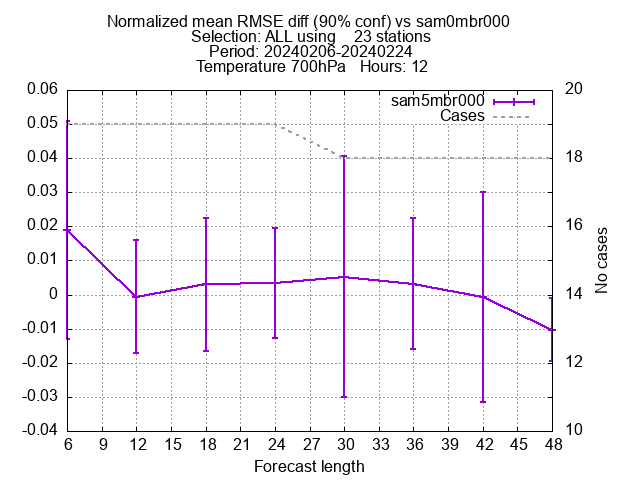 Normalized mean RMSE diff (90% conf) vs sam0mbr000
Selection: ALL using    23 stations
Period: 20240206-20240224
Temperature 700hPa   Hours: 12
sam5mbr000
Cases
0.06
0.05
0.04
0.03
0.02
0.01
0
-0.01
-0.02
-0.03
-0.04
20
18
16
14
12
10
No cases
6 9 12 15 18 21 24 27 30 33 36 39 42 45 48
Forecast length